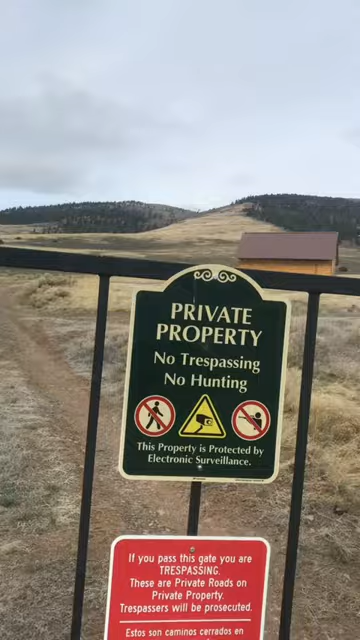 PRIVATE
PROPERTY
No Trespassing
No Hunting
This Property is Protected by
Electronic Surveillance.
If you pass this gate you are
TRESPASSING.
These are Private Roads on
Private Property.
Trespassers will be prosecuted.
Estos son caminos cerrados en